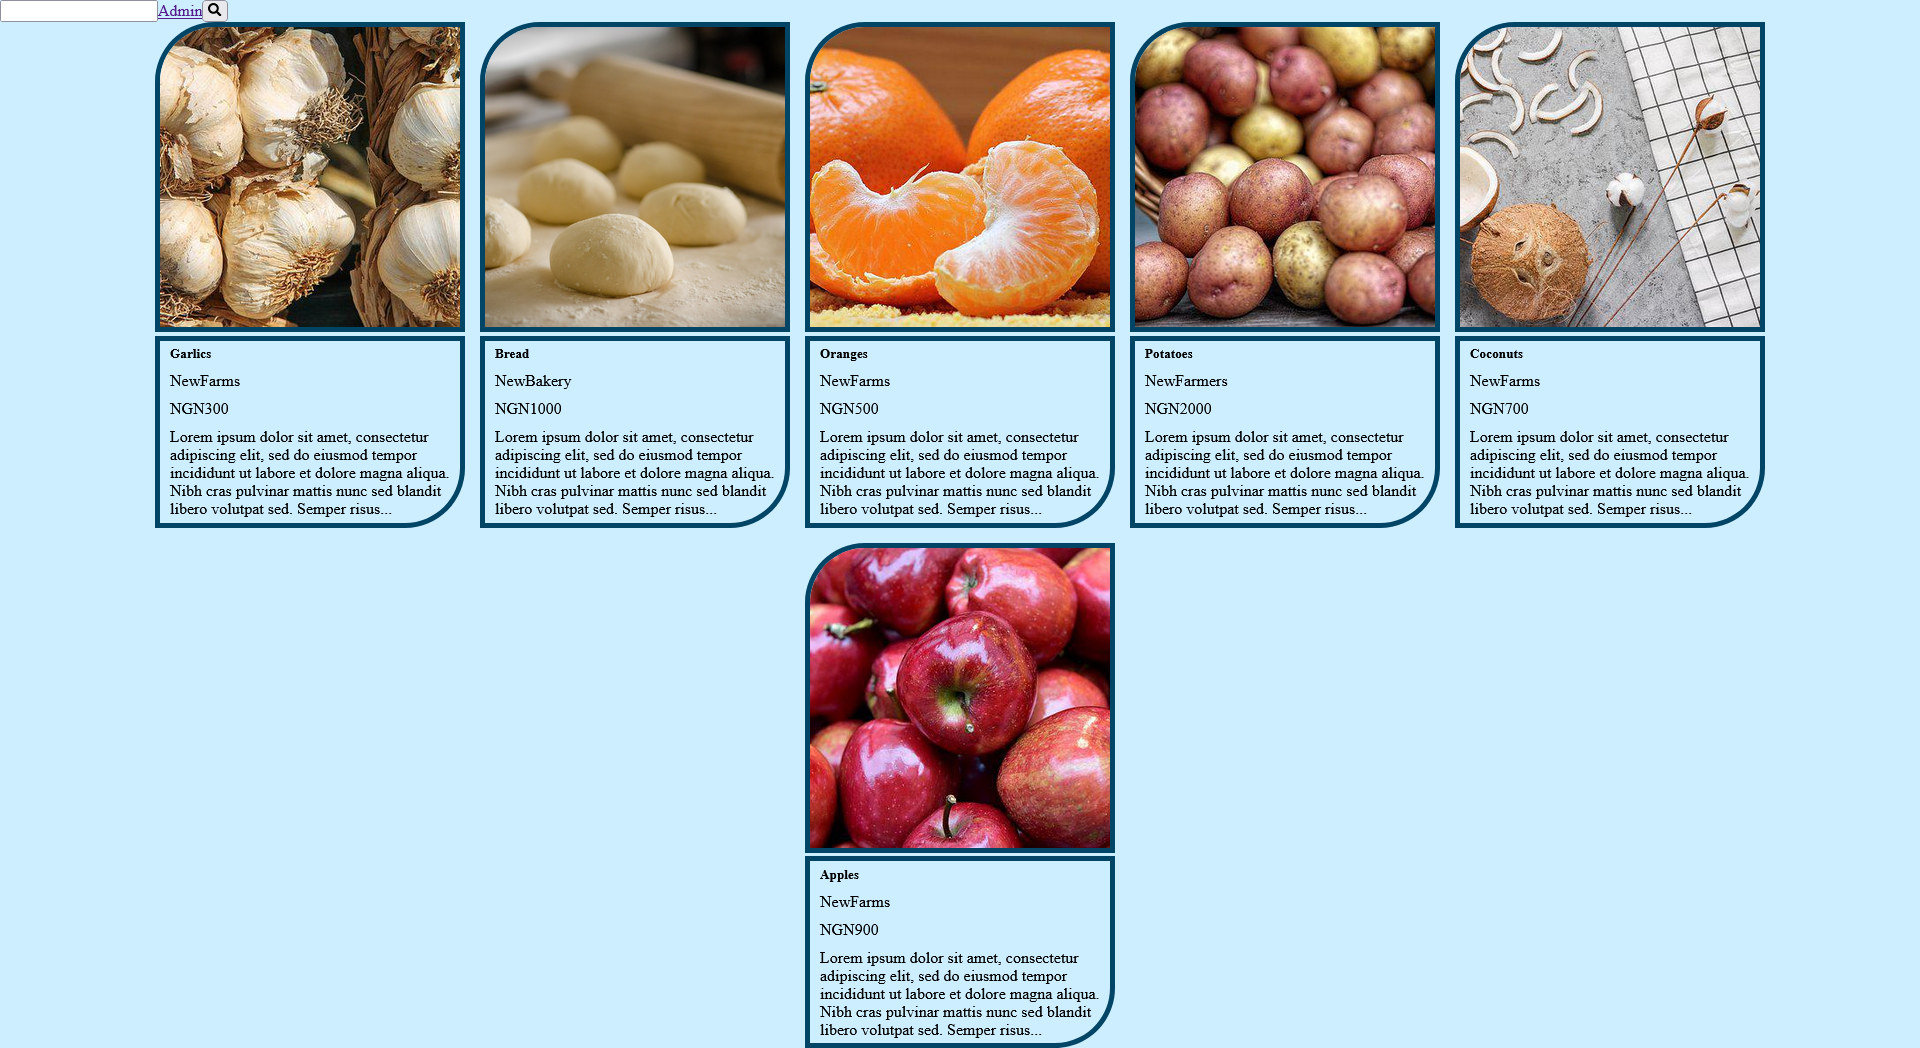 Admin
Garlics
NewFarms
NGN300
Lorem ipsum dolor sit amet, consectetur
adipiscing elit, sed do eiusmod tempor
incididunt ut labore et dolore magna aliqua.
Nibh cras pulvinar mattis nunc sed blandit
libero volutpat sed. Semper risus...
Bread
NewBakery
NGN1000
Lorem ipsum dolor sit amet, consectetur
adipiscing elit, sed do eiusmod tempor
incididunt ut labore et dolore magna aliqua.
Nibh cras pulvinar mattis nunc sed blandit
libero volutpat sed. Semper risus...
Oranges
NewFarms
NGN500
Lorem ipsum dolor sit amet, consectetur
adipiscing elit, sed do eiusmod tempor
incididunt ut labore et dolore magna aliqua.
Nibh cras pulvinar mattis nunc sed blandit
libero volutpat sed. Semper risus...
Potatoes
NewFarmers
NGN2000
Lorem ipsum dolor sit amet, consectetur
adipiscing elit, sed do eiusmod tempor
incididunt ut labore et dolore magna aliqua.
Nibh cras pulvinar mattis nunc sed blandit
libero volutpat sed. Semper risus...
Coconuts
NewFarms
NGN700
Lorem ipsum dolor sit amet, consectetur
adipiscing elit, sed do eiusmod tempor
incididunt ut labore et dolore magna aliqua.
Nibh cras pulvinar mattis nunc sed blandit
libero volutpat sed. Semper risus...
Apples
NewFarms
NGN900
Lorem ipsum dolor sit amet, consectetur
adipiscing elit, sed do eiusmod tempor
incididunt ut labore et dolore magna aliqua.
Nibh cras pulvinar mattis nunc sed blandit
libero volutpat sed. Semper risus...